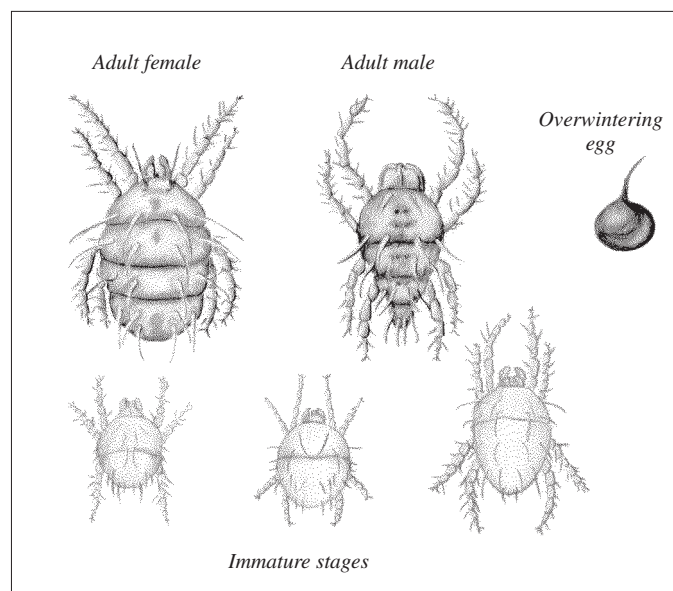 Adult female
Adult male
Overwintering
egg
Immature stages